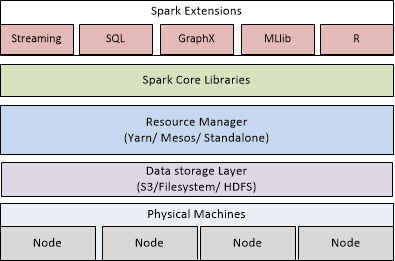 Spark Extensions
Streaming SQL GraphX MLlib R
Spark Core Libraries
Resource Manager
(Yarn/ Mesos/ Standalone)
Data storage Layer
(S3/Filesystem/ HDFS)
Physical Machines
Node Node Node Node